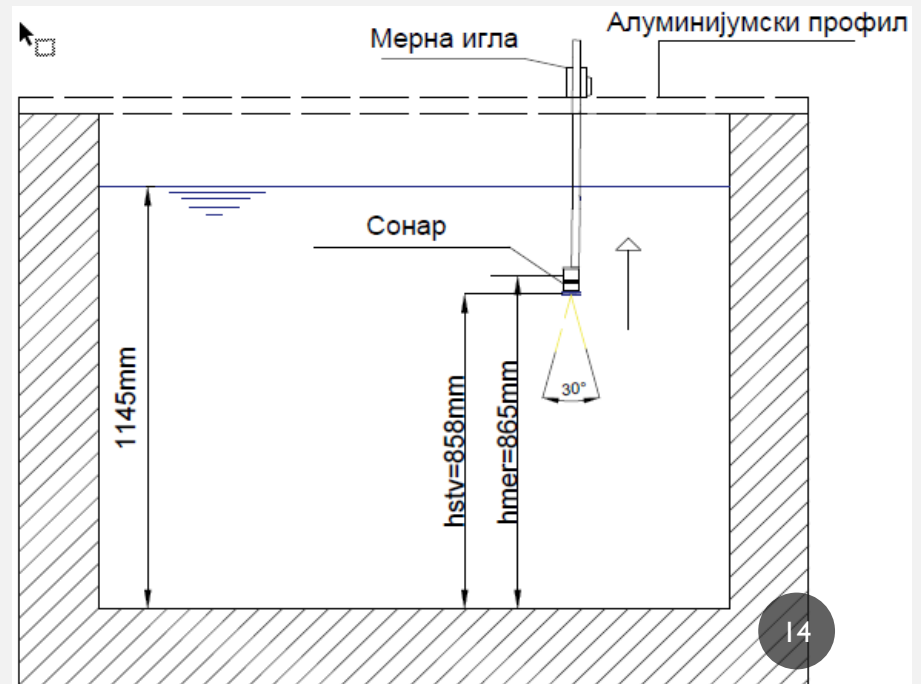 Алуминијумски профил
Мерна игла
Сонар
1145mm
hstv=858mm
hmer=865mm
30°
14